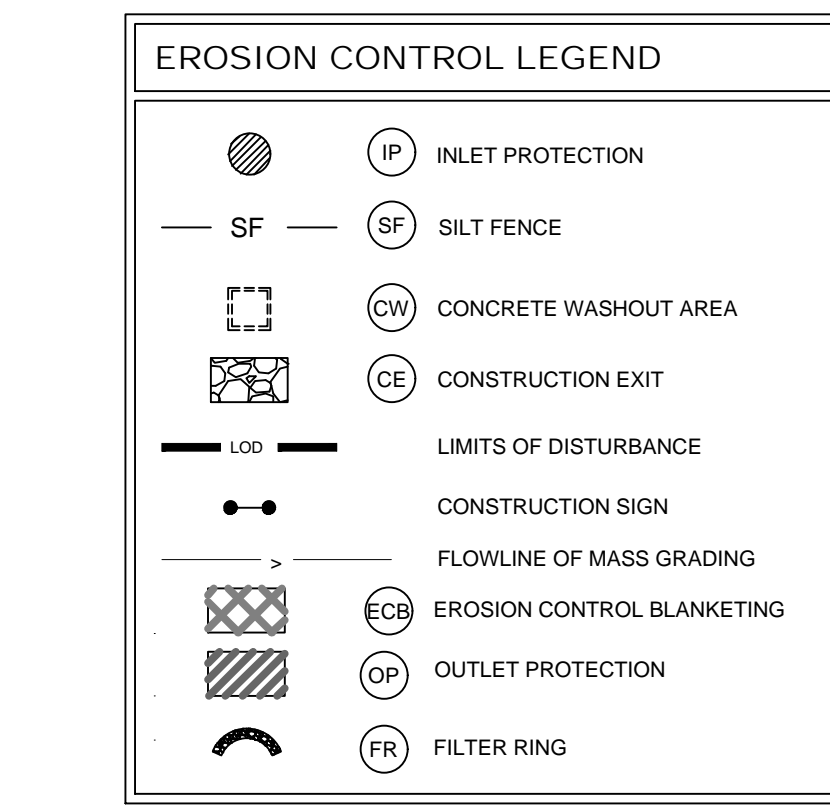 EROSION CONTROL LEGEND
IP INLET PROTECTION
SF SF SILT FENCE
CW CONCRETE WASHOUT AREA
CE CONSTRUCTION EXIT
LOD LIMITS OF DISTURBANCE
CONSTRUCTION SIGN
> FLOWLINE OF MASS GRADING
ECB EROSION CONTROL BLANKETING
OP OUTLET PROTECTION
FR FILTER RING